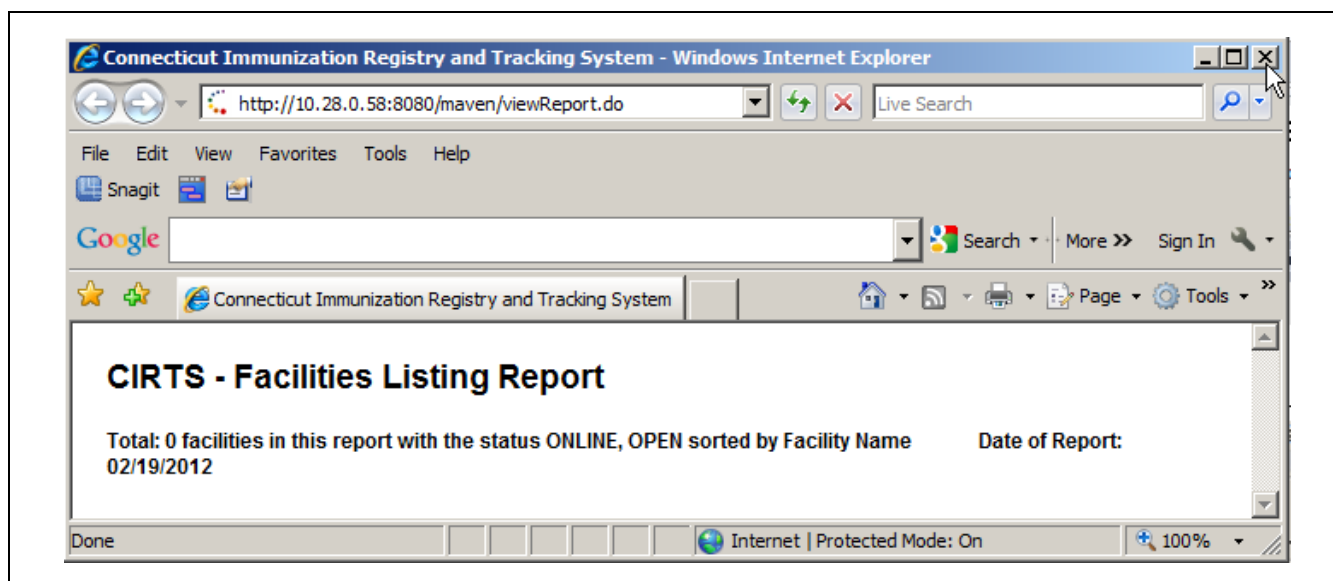 Connecticut Immunization Registry and Tracking System - Windows Internet Explorer
http://10.28.0.58:8080/maven/viewReport.do Live Search
File Edit View Favorites Tools Help
Snagit
Google Search More >> Sign In
Connecticut Immunization Registry and Tracking System Page Tools >>
CIRTS - Facilities Listing Report
Total: 0 facilities in this report with the status ONLINE, OPEN sorted by Facility Name Date of Report:
02/19/2012
Done Internet | Protected Mode: On 100%